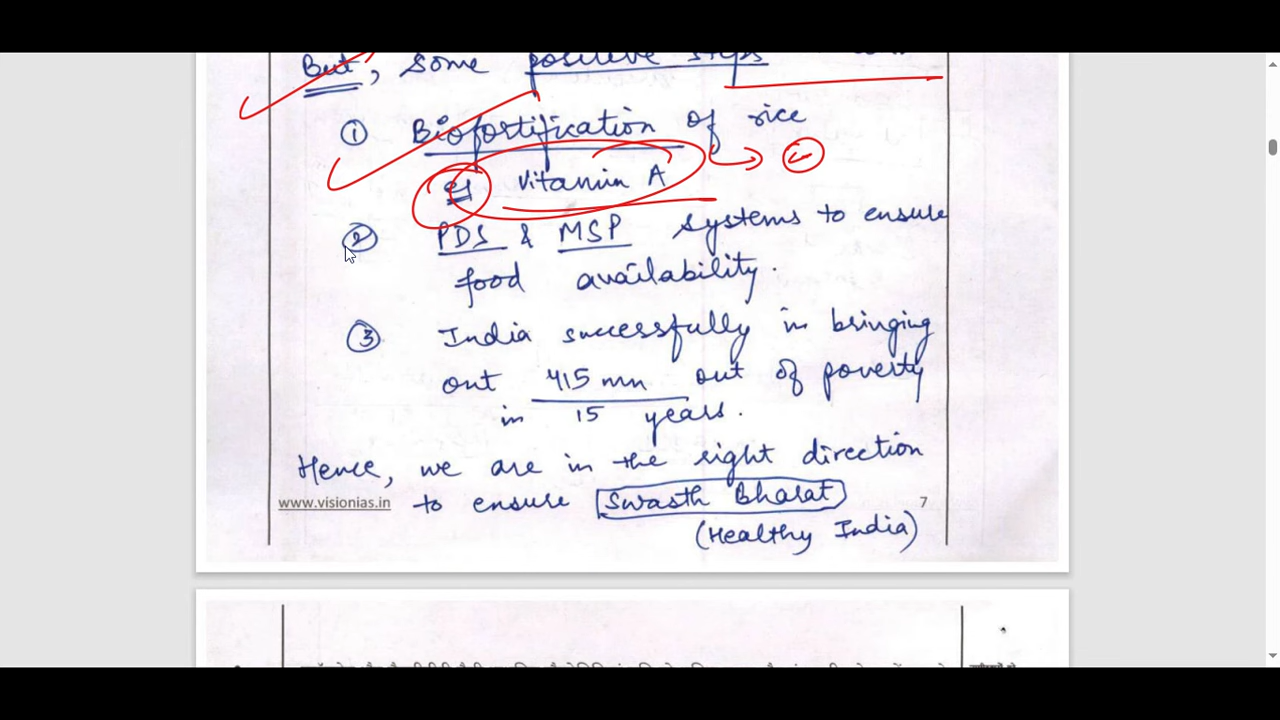 But, some positive steps
① Biofortification of rice
eg Vitamin A
② PDS & MSP systems to ensure
food availability.
③ India successfully in bringing
out 415 mn out of poverty
in 15 years.
Hence, we are in the right direction
www.visionias.in to ensure Swasth Bharat 7
(Healthy India)